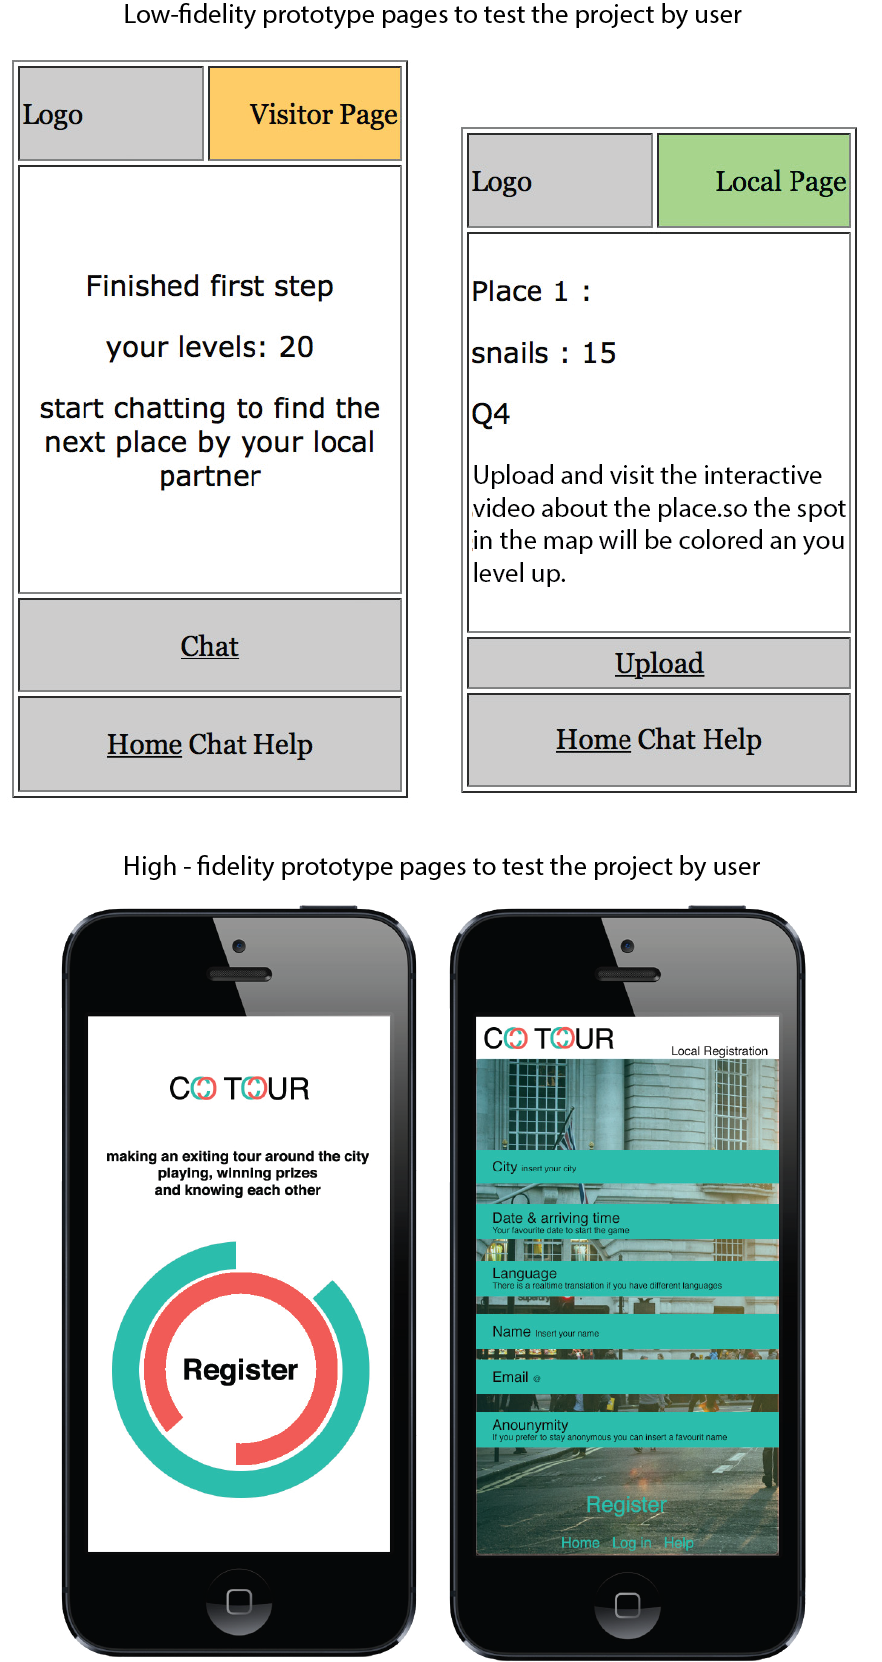 Low-fidelity prototype pages to test the project by user
Logo
Visitor Page
Finished first step
your levels: 20
start chatting to find the
next place by your local
partner
Chat
Home Chat Help
Logo
Local Page
Place 1 :
snails : 15
Q4
Upload and visit the interactive
video about the place.so the spot
in the map will be colored an you
level up.
Upload
Home Chat Help
High - fidelity prototype pages to test the project by user
CO TOUR
making an exiting tour around the city
playing, winning prizes
and knowing each other
Register
CO TOUR
Local Registration
City insert your city
Date & arriving time
Your favourite date to start the game
Language
There is a realtime translation if you have different languages
Name Insert your name
Email @
Anounymity
If you prefer to stay anonymous you can insert a favourit name
Register
Home Log in Help